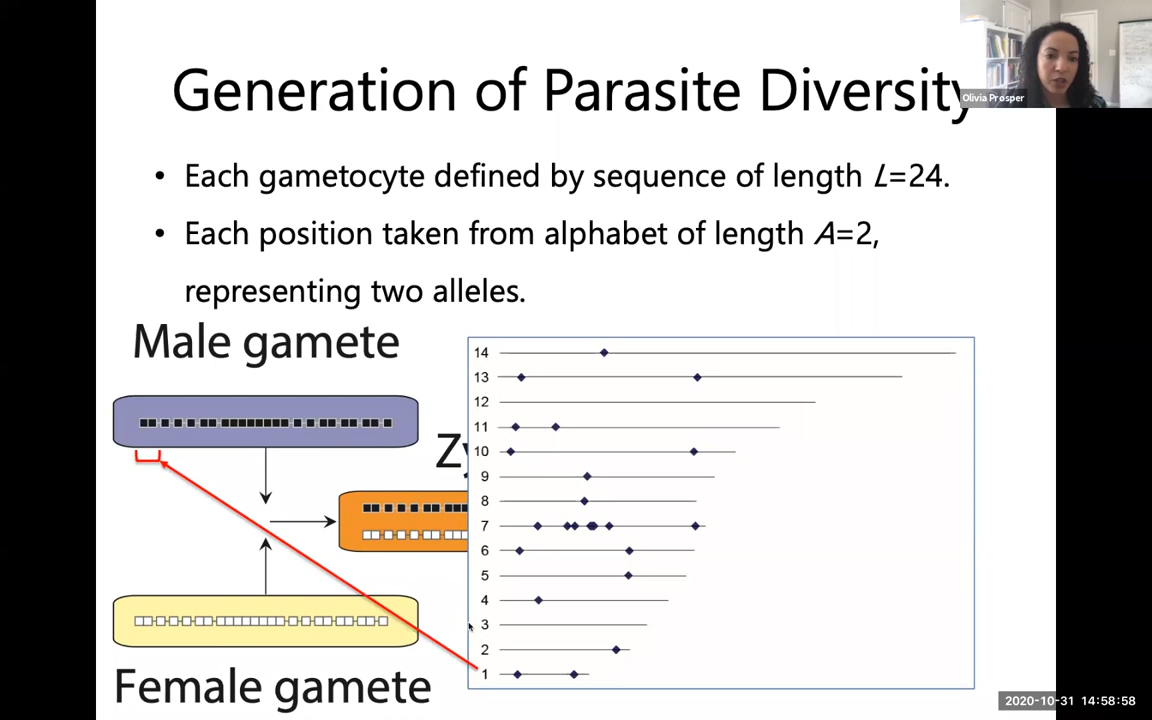 Generation of Parasite Diversity
Olivia Prosper
• Each gametocyte defined by sequence of length L=24.
• Each position taken from alphabet of length A=2,
representing two alleles.
Male gamete
Zy
Female gamete
14
13
12
11
10
9
8
7
6
5
4
3
2
1
2020-10-31 14:58:58